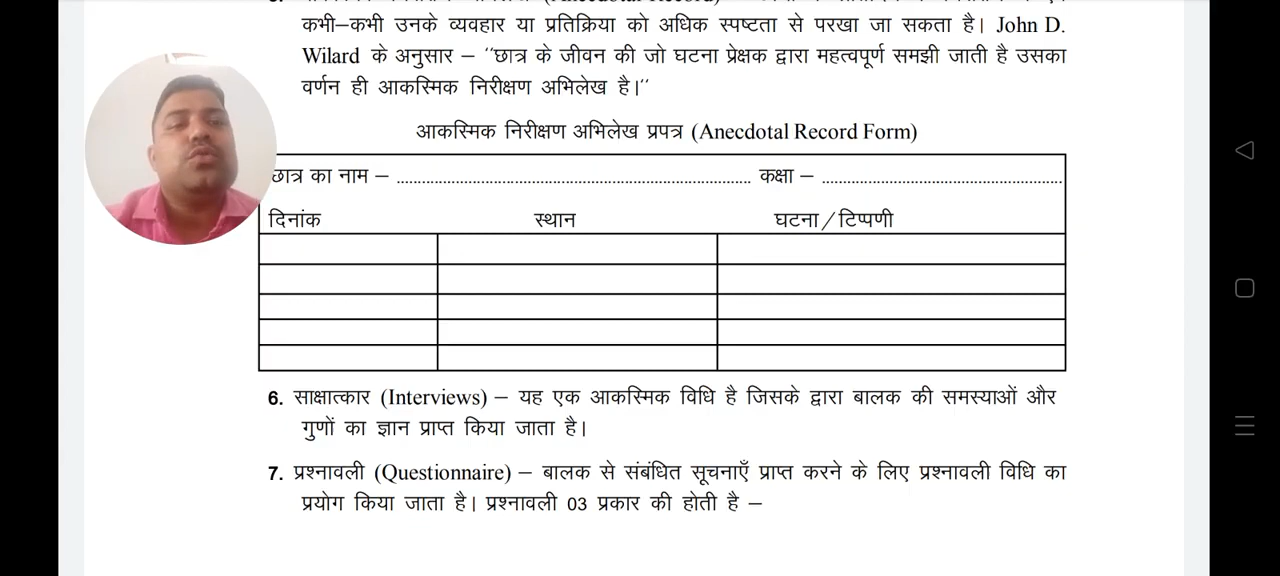 कभी–कभी उनके व्यवहार या प्रतिक्रिया को अधिक स्पष्टता से परखा जा सकता है। John D.
Wilard के अनुसार – ‘‘छात्र के जीवन की जो घटना प्रेक्षक द्वारा महत्वपूर्ण समझी जाती है उसका
वर्णन ही आकस्मिक निरीक्षण अभिलेख है।’’
आकस्मिक निरीक्षण अभिलेख प्रपत्र (Anecdotal Record Form)
छात्र का नाम – ........................................................ कक्षा – ........................................
दिनांक स्थान घटना/टिप्पणी
6. साक्षात्कार (Interviews) – यह एक आकस्मिक विधि है जिसके द्वारा बालक की समस्याओं और
गुणों का ज्ञान प्राप्त किया जाता है।
7. प्रश्नावली (Questionnaire) – बालक से संबंधित सूचनाएँ प्राप्त करने के लिए प्रश्नावली विधि का
प्रयोग किया जाता है। प्रश्नावली 03 प्रकार की होती है –